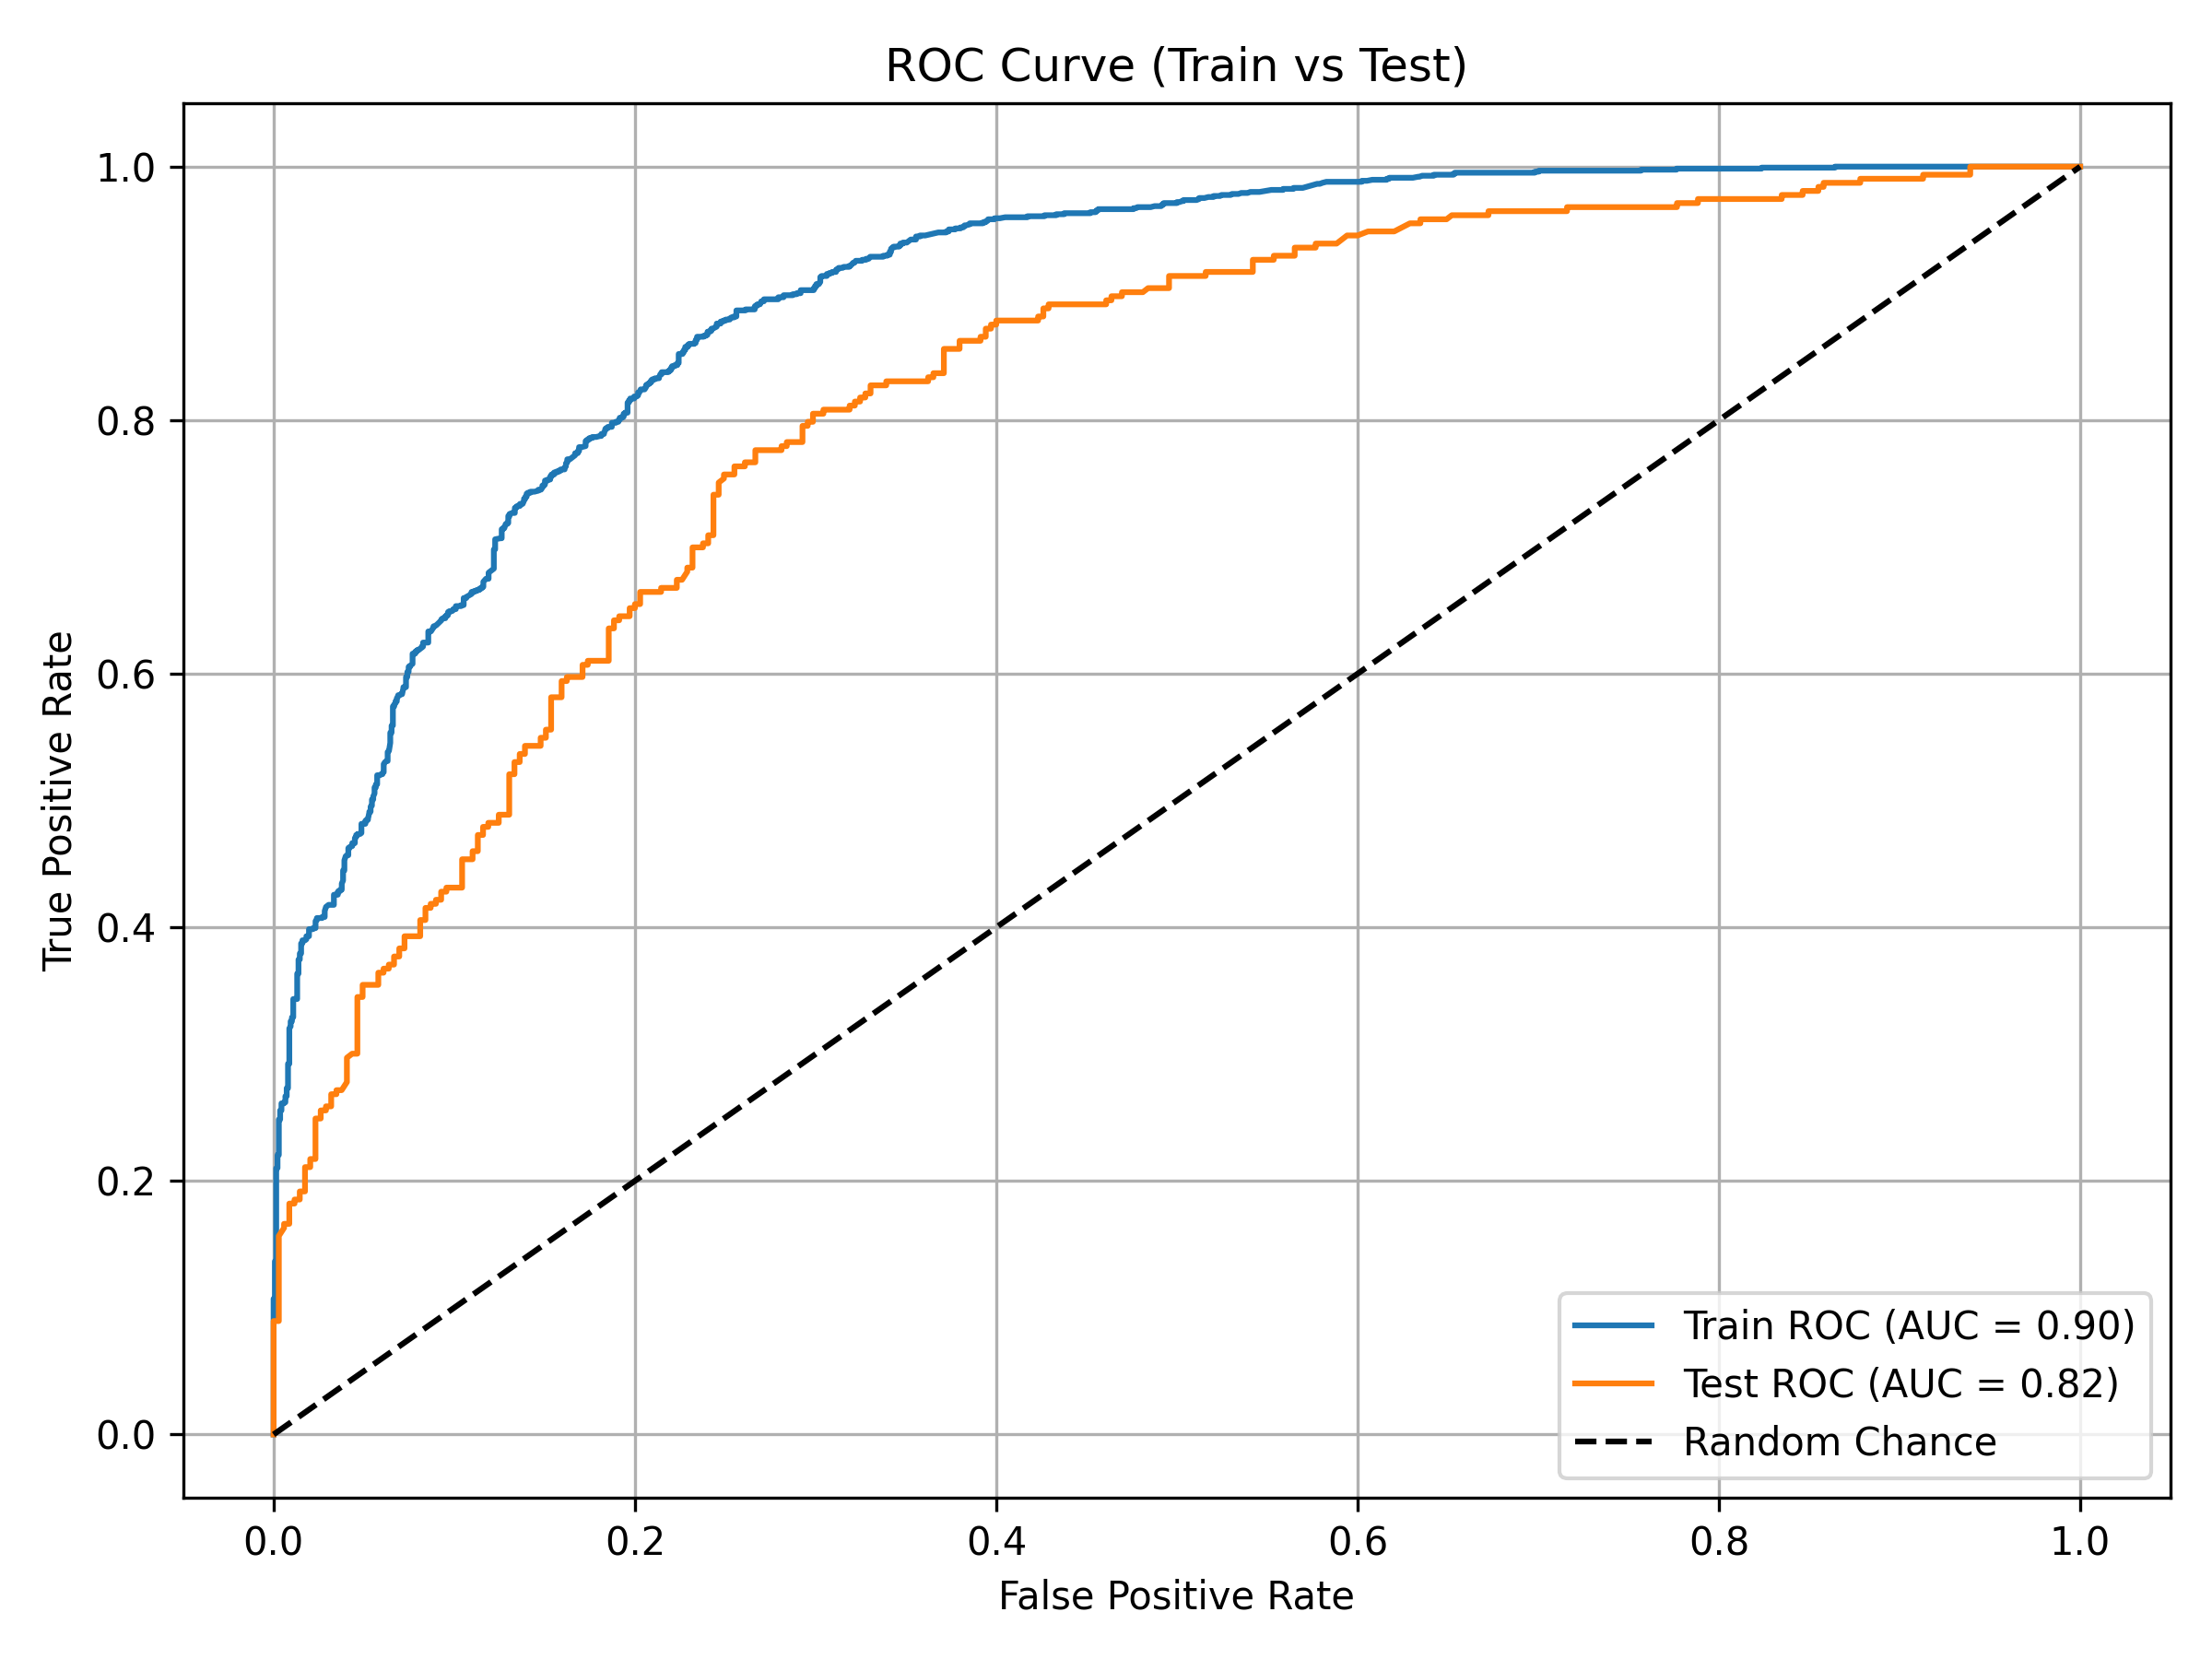 ROC Curve (Train vs Test)
True Positive Rate
1.0
0.8
0.6
0.4
0.2
0.0
0.0 0.2 0.4 0.6 0.8 1.0
False Positive Rate
Train ROC (AUC = 0.90)
Test ROC (AUC = 0.82)
Random Chance